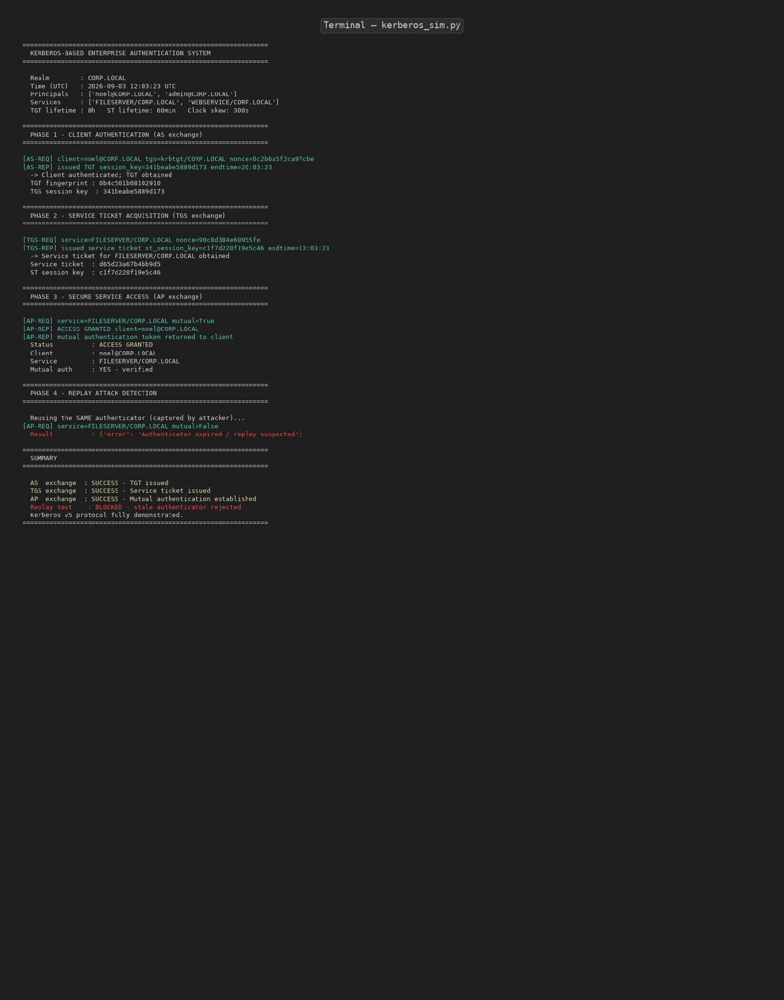 Terminal — kerberos_sim.py
================================================================
  KERBEROS-BASED ENTERPRISE AUTHENTICATION SYSTEM
================================================================
  Realm        : CORP.LOCAL
  Time (UTC)   : 2026-09-03 12:03:23 UTC
  Principals   : ['noel@CORP.LOCAL', 'admin@CORP.LOCAL']
  Services     : ['FILESERVER/CORP.LOCAL', 'WEBSERVICE/CORP.LOCAL']
  TGT lifetime : 8h   ST lifetime: 60min   Clock skew: 300s
================================================================
  PHASE 1 - CLIENT AUTHENTICATION (AS exchange)
================================================================
[AS-REQ] client=noel@CORP.LOCAL tgs=krbtgt/CORP.LOCAL nonce=0c2b6a5f2ca97cbe
[AS-REP] issued TGT session_key=341beabe5889d173 endtime=20:03:23
  -> Client authenticated; TGT obtained
  TGT fingerprint : 0b4c501b08102910
  TGS session key  : 341beabe5889d173
================================================================
  PHASE 2 - SERVICE TICKET ACQUISITION (TGS exchange)
================================================================
[TGS-REQ] service=FILESERVER/CORP.LOCAL nonce=90c8d384e60955fe
[TGS-REP] issued service ticket st_session_key=c1f7d220f19e5c46 endtime=13:03:23
  -> Service ticket for FILESERVER/CORP.LOCAL obtained
  Service ticket  : d65d23a67b4bb9d5
  ST session key  : c1f7d220f19e5c46
================================================================
  PHASE 3 - SECURE SERVICE ACCESS (AP exchange)
================================================================
[AP-REQ] service=FILESERVER/CORP.LOCAL mutual=True
[AP-REP] ACCESS GRANTED client=noel@CORP.LOCAL
[AP-REP] mutual authentication token returned to client
  Status          : ACCESS GRANTED
  Client          : noel@CORP.LOCAL
  Service         : FILESERVER/CORP.LOCAL
  Mutual auth     : YES - verified
================================================================
  PHASE 4 - REPLAY ATTACK DETECTION
================================================================
  Reusing the SAME authenticator (captured by attacker)...
[AP-REQ] service=FILESERVER/CORP.LOCAL mutual=False
  Result          : {'error': 'Authenticator expired / replay suspected'}
================================================================
  SUMMARY
================================================================
  AS  exchange  : SUCCESS - TGT issued
  TGS exchange  : SUCCESS - Service ticket issued
  AP  exchange  : SUCCESS - Mutual authentication established
  Replay test    : BLOCKED - stale authenticator rejected
  Kerberos v5 protocol fully demonstrated.
================================================================